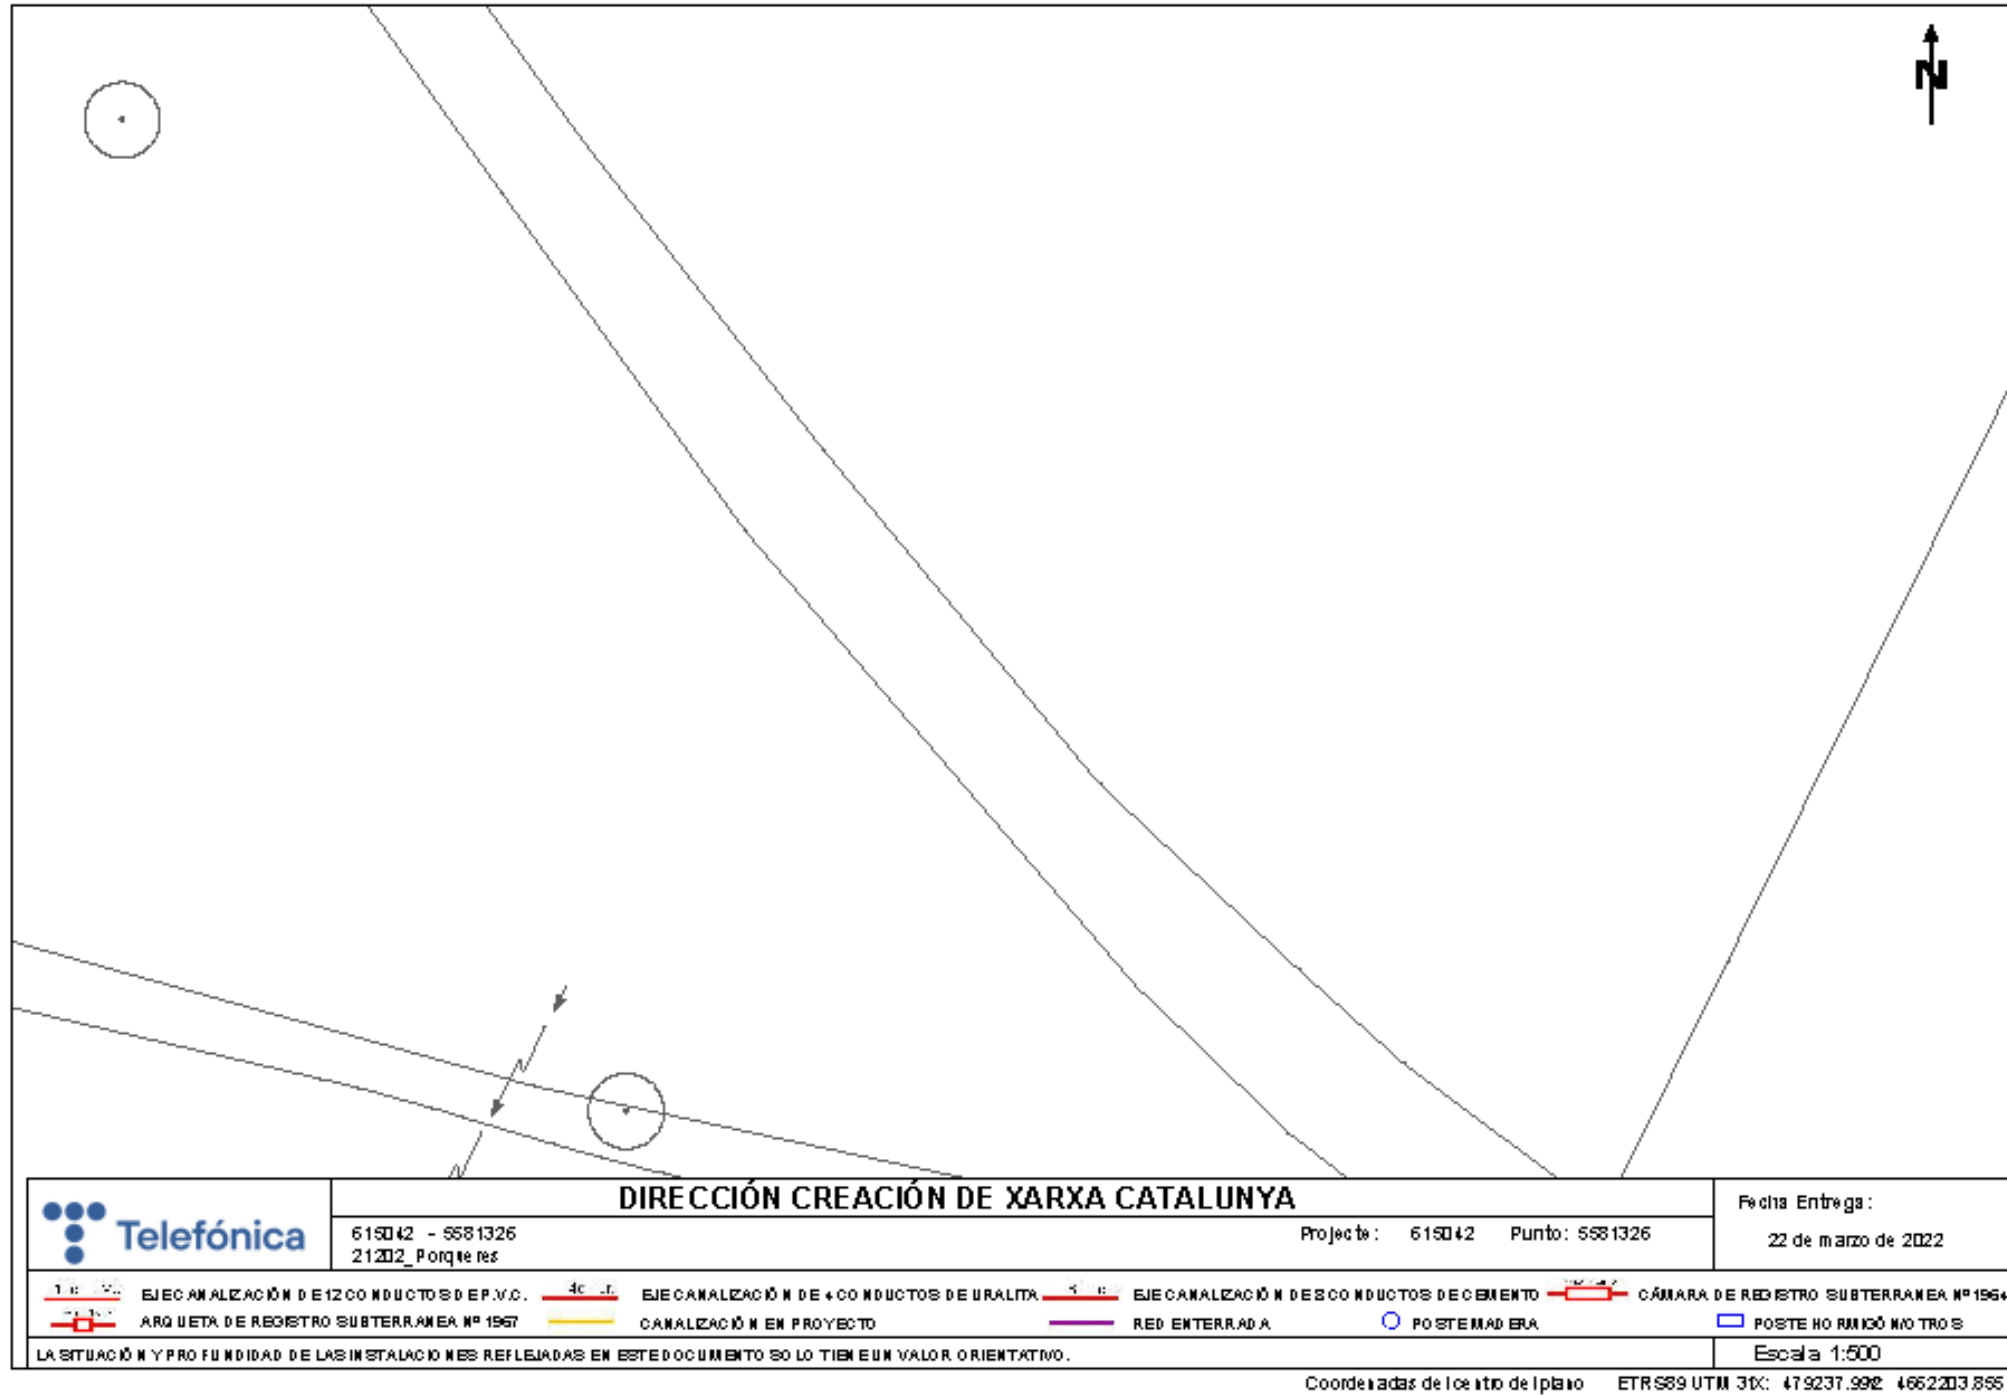 N
DIRECCIÓN CREACIÓN DE XARXA CATALUNYA
Telefónica
615042 - 5581326
21202_Porqueres
Projecte: 615042 Punto: 5581326
Fecha Entrega:
22 de marzo de 2022
EJE CANALIZACIÓN DE 12 CONDUCTOS DE P.V.C.
EJE CANALIZACIÓN DE 4 CONDUCTOS DE URALITA
EJE CANALIZACIÓN DE 8 CONDUCTOS DE CEMENTO
CÁMARA DE REGISTRO SUBTERRANEA Nº 1964
ARQUETA DE REGISTRO SUBTERRANEA Nº 1967
CANALIZACIÓN EN PROYECTO
RED ENTERRADA
POSTE MADERA
POSTE HORMIGÓN/OTROS
LA SITUACIÓN Y PROFUNDIDAD DE LAS INSTALACIONES REFLEJADAS EN ESTE DOCUMENTO SOLO TIENE UN VALOR ORIENTATIVO.
Escala 1:500
Coordenadas del centro del plano ETRS89 UTM 31X: 479237.992 4662203.855